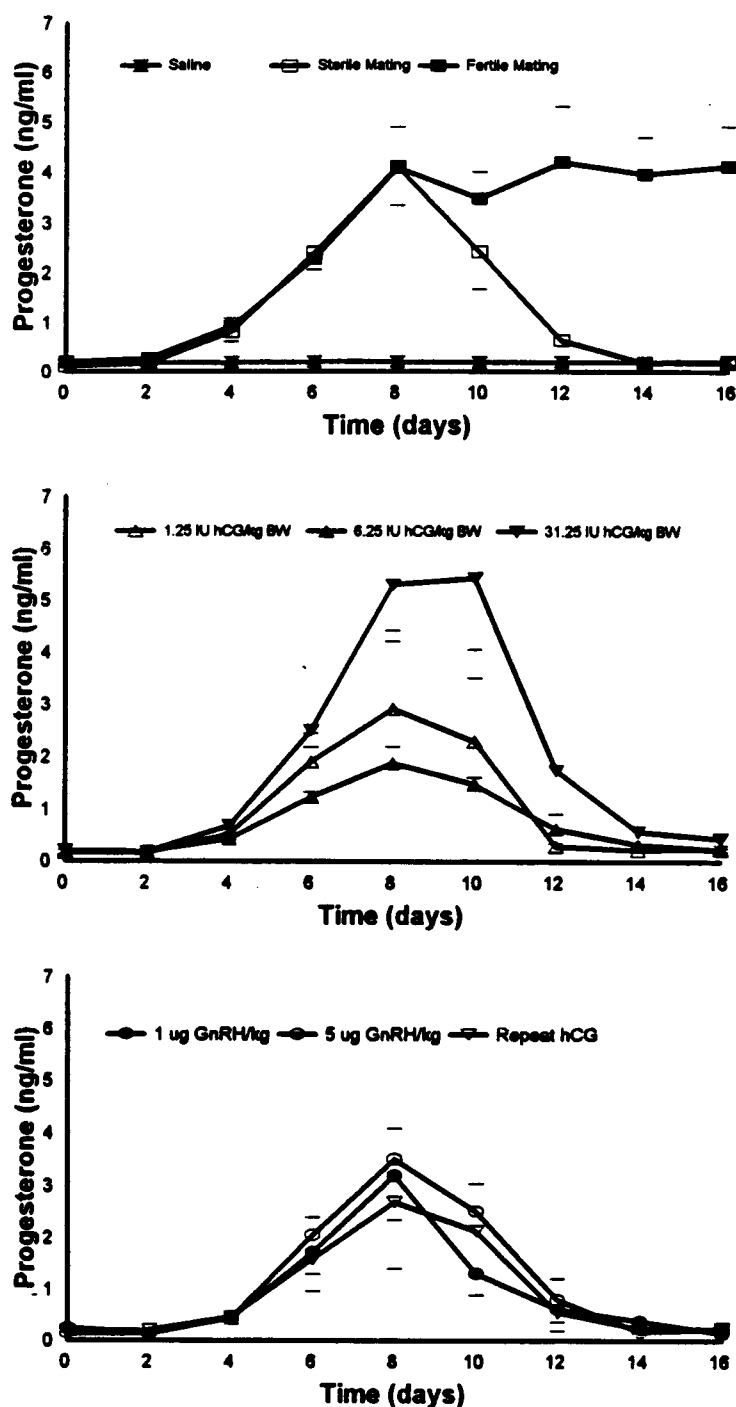 7
6
Saline Sterile Mating Fertile Mating
5
4
3
2
1
0
Progesterone (ng/ml)
0 2 4 6 8 10 12 14 16
Time (days)
7
6
1.25 IU hCG/kg BW 6.25 IU hCG/kg BW 31.25 IU hCG/kg BW
5
4
3
2
1
0
Progesterone (ng/ml)
0 2 4 6 8 10 12 14 16
Time (days)
7
6
1 ug GnRH/kg 5 ug GnRH/kg Repeat hCG
5
4
3
2
1
0
Progesterone (ng/ml)
0 2 4 6 8 10 12 14 16
Time (days)